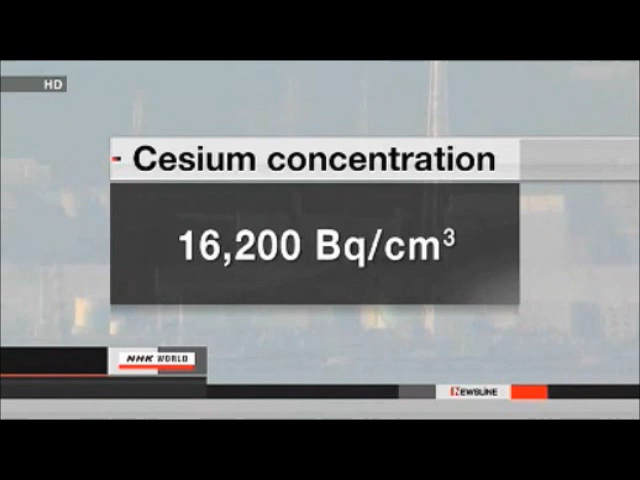 HD
- Cesium concentration
16,200 Bq/cm³
NHK WORLD
NEWSLINE